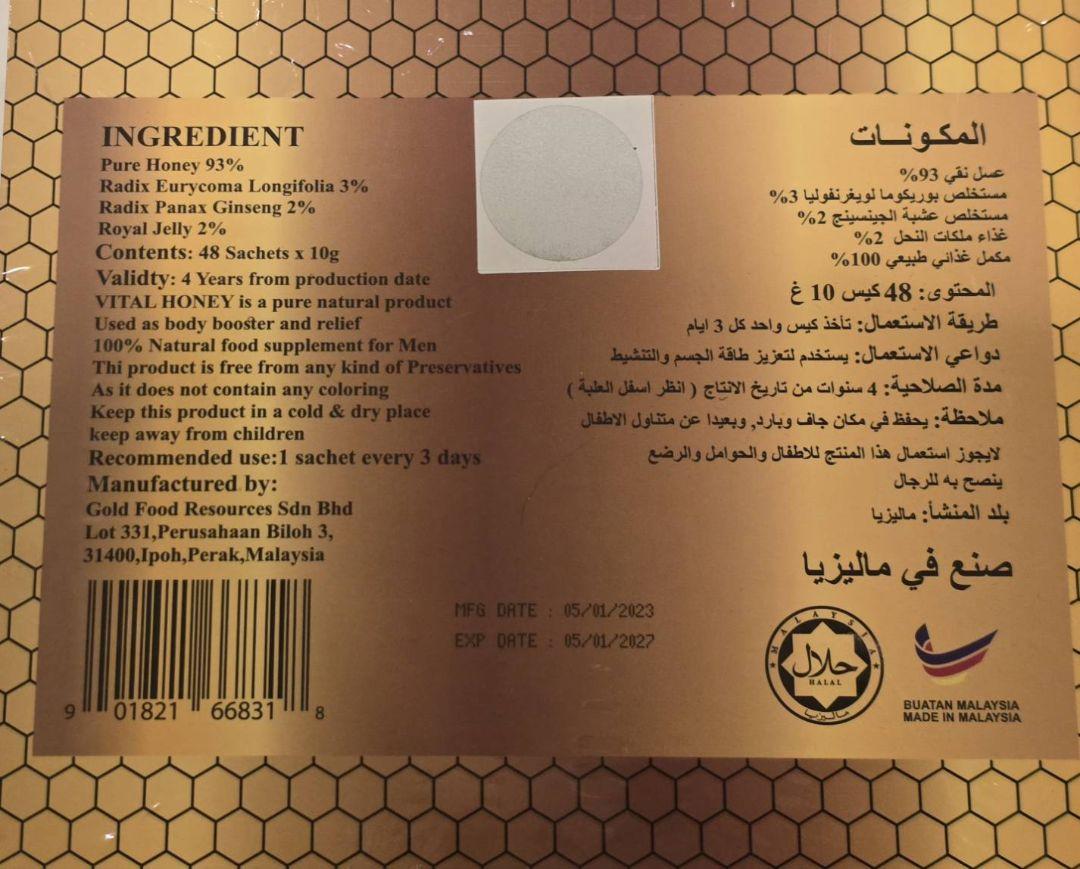 INGREDIENT
Pure Honey 93%
Radix Eurycoma Longifolia 3%
Radix Panax Ginseng 2%
Royal Jelly 2%
Contents: 48 Sachets x 10g
Validty: 4 Years from production date
VITAL HONEY is a pure natural product
Used as body booster and relief
100% Natural food supplement for Men
Thi product is free from any kind of Preservatives
As it does not contain any coloring
Keep this product in a cold & dry place
keep away from children
Recommended use:1 sachet every 3 days
Manufactured by:
Gold Food Resources Sdn Bhd
Lot 331,Perusahaan Biloh 3,
31400,Ipoh,Perak,Malaysia
9 01821 66831 8
MFG DATE : 05/01/2023
EXP DATE : 05/01/2027
المكونات
عسل نقي 93%
مستخلص يوريكوما لويغرنفوليا 3%
مستخلص عشبة الجينسينج 2%
غذاء ملكات النحل 2%
مكمل غذائي طبيعي 100%
المحتوى: 48 كيس 10 غ
طريقة الاستعمال: تأخذ كيس واحد كل 3 ايام
دواعي الاستعمال: يستخدم لتعزيز طاقة الجسم والتنشيط
مدة الصلاحية: 4 سنوات من تاريخ الانتاج ( انظر اسفل العلبة )
ملاحظة: يحفظ في مكان جاف وبارد, وبعيدا عن متناول الاطفال
لايجوز استعمال هذا المنتج للاطفال والحوامل والرضع
ينصح به للرجال
بلد المنشأ: ماليزيا
صنع في ماليزيا
MALAYSIA
حلال
HALAL
ماليزيا
BUATAN MALAYSIA
MADE IN MALAYSIA